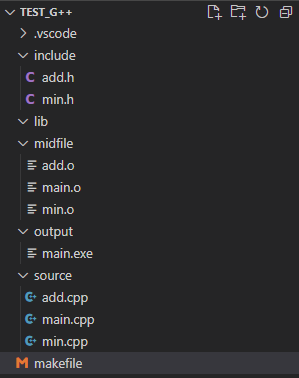 TEST_G++
.vscode
include
C add.h
C min.h
lib
midfile
add.o
main.o
min.o
output
main.exe
source
C++ add.cpp
C++ main.cpp
C++ min.cpp
M makefile